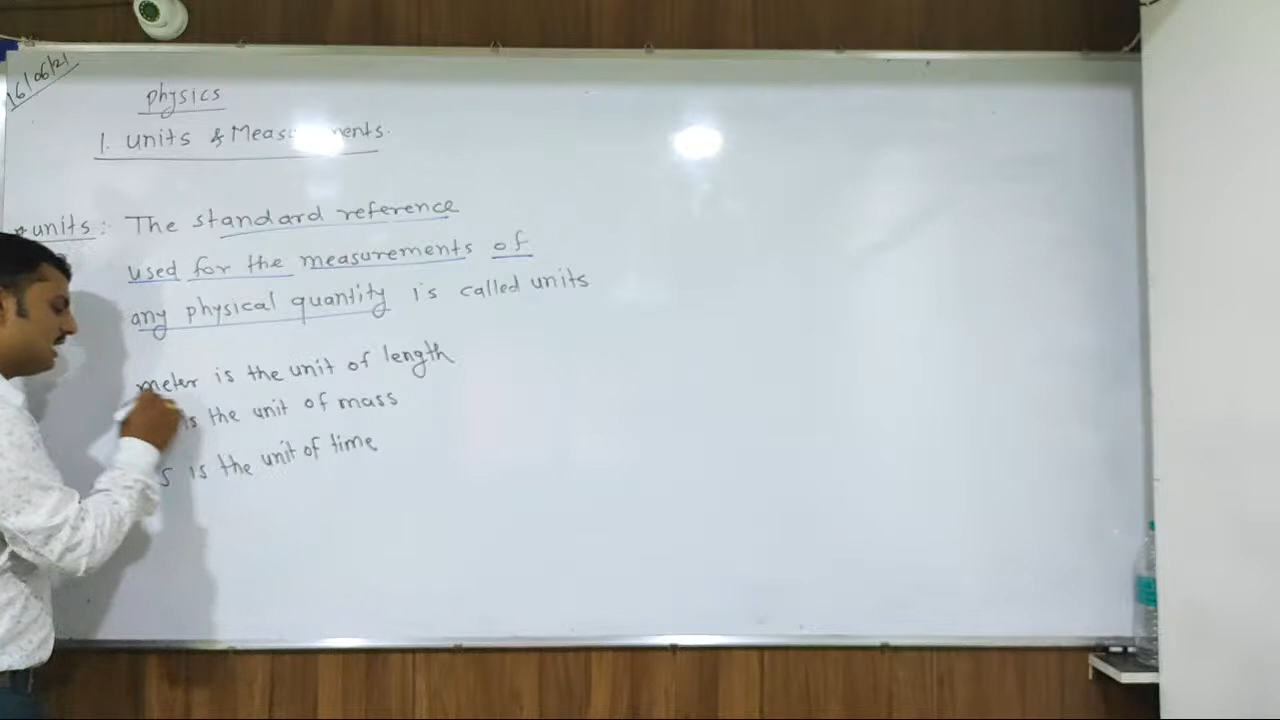 16/06/21
physics
1. units & Meas ments.
units: The standard reference
used for the measurements of
any physical quantity is called units
meter is the unit of length
is the unit of mass
s is the unit of time